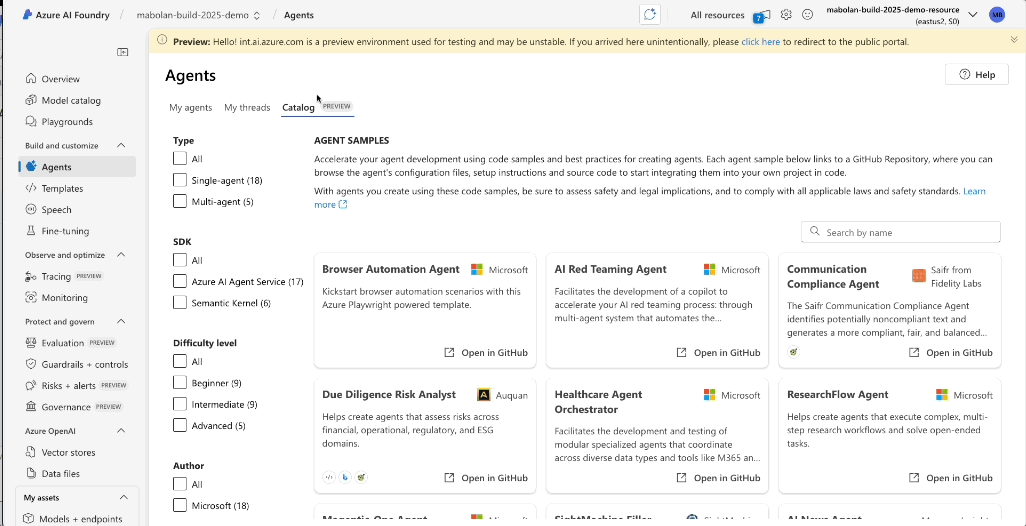 Azure AI Foundry / mabolan-build-2025-demo / Agents
All resources 7 mabolan-build-2025-demo-resource
(eastus2, S0)
MB
Preview: Hello! int.ai.azure.com is a preview environment used for testing and may be unstable. If you arrived here unintentionally, please click here to redirect to the public portal.
Overview
Model catalog
Playgrounds
Build and customize
Agents
Templates
Speech
Fine-tuning
Observe and optimize
Tracing PREVIEW
Monitoring
Protect and govern
Evaluation PREVIEW
Guardrails + controls
Risks + alerts PREVIEW
Governance PREVIEW
Azure OpenAI
Vector stores
Data files
My assets
Models + endpoints
Agents
Help
My agents My threads Catalog PREVIEW
Type
All
Single-agent (18)
Multi-agent (5)
SDK
All
Azure AI Agent Service (17)
Semantic Kernel (6)
Difficulty level
All
Beginner (9)
Intermediate (9)
Advanced (5)
Author
All
Microsoft (18)
AGENT SAMPLES
Accelerate your agent development using code samples and best practices for creating agents. Each agent sample below links to a GitHub Repository, where you can
browse the agent's configuration files, setup instructions and source code to start integrating them into your own project in code.
With agents you create using these code samples, be sure to assess safety and legal implications, and to comply with all applicable laws and safety standards. Learn
more
Search by name
Browser Automation Agent Microsoft
Kickstart browser automation scenarios with this
Azure Playwright powered template.
Open in GitHub
AI Red Teaming Agent Microsoft
Facilitates the development of a copilot to
accelerate your AI red teaming process: through
multi-agent system that automates the...
Open in GitHub
Communication
Compliance Agent
Saifr from
Fidelity Labs
The Saifr Communication Compliance Agent
identifies potentially noncompliant text and
generates a more compliant, fair, and balanced...
Open in GitHub
Due Diligence Risk Analyst Auquan
Helps create agents that assess risks across
financial, operational, regulatory, and ESG
domains.
Open in GitHub
Healthcare Agent
Orchestrator
Microsoft
Facilitates the development and testing of
modular specialized agents that coordinate
across diverse data types and tools like M365 an...
Open in GitHub
ResearchFlow Agent Microsoft
Helps create agents that execute complex, multi-
step research workflows and solve open-ended
tasks.
Open in GitHub
Magentic One Agent Microsoft
SightMachine Filler
AI News Agent